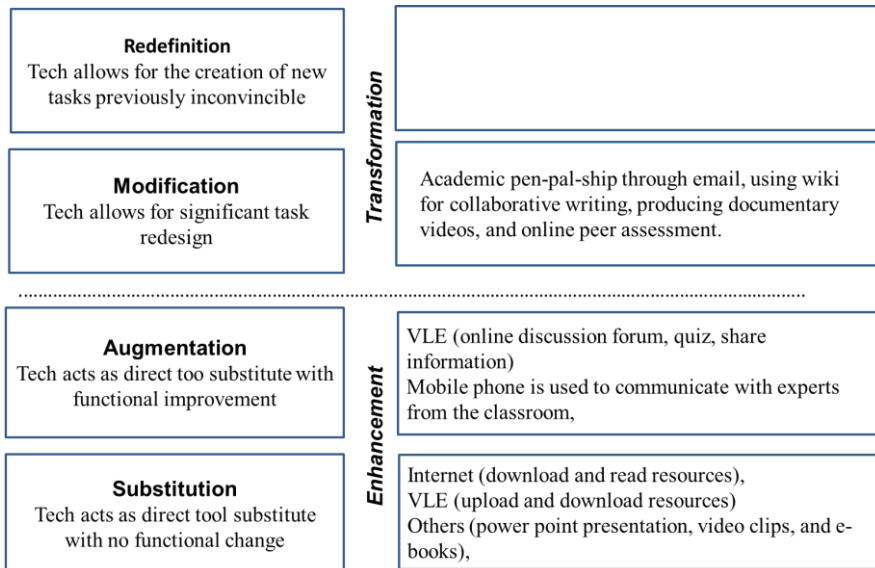 Redefinition
Tech allows for the creation of new
tasks previously inconvincible
Transformation
Modification
Tech allows for significant task
redesign
Academic pen-pal-ship through email, using wiki
for collaborative writing, producing documentary
videos, and online peer assessment.
Augmentation
Tech acts as direct too substitute with
functional improvement
Enhancement
VLE (online discussion forum, quiz, share
information)
Mobile phone is used to communicate with experts
from the classroom,
Substitution
Tech acts as direct tool substitute
with no functional change
Internet (download and read resources),
VLE (upload and download resources)
Others (power point presentation, video clips, and e-
books),